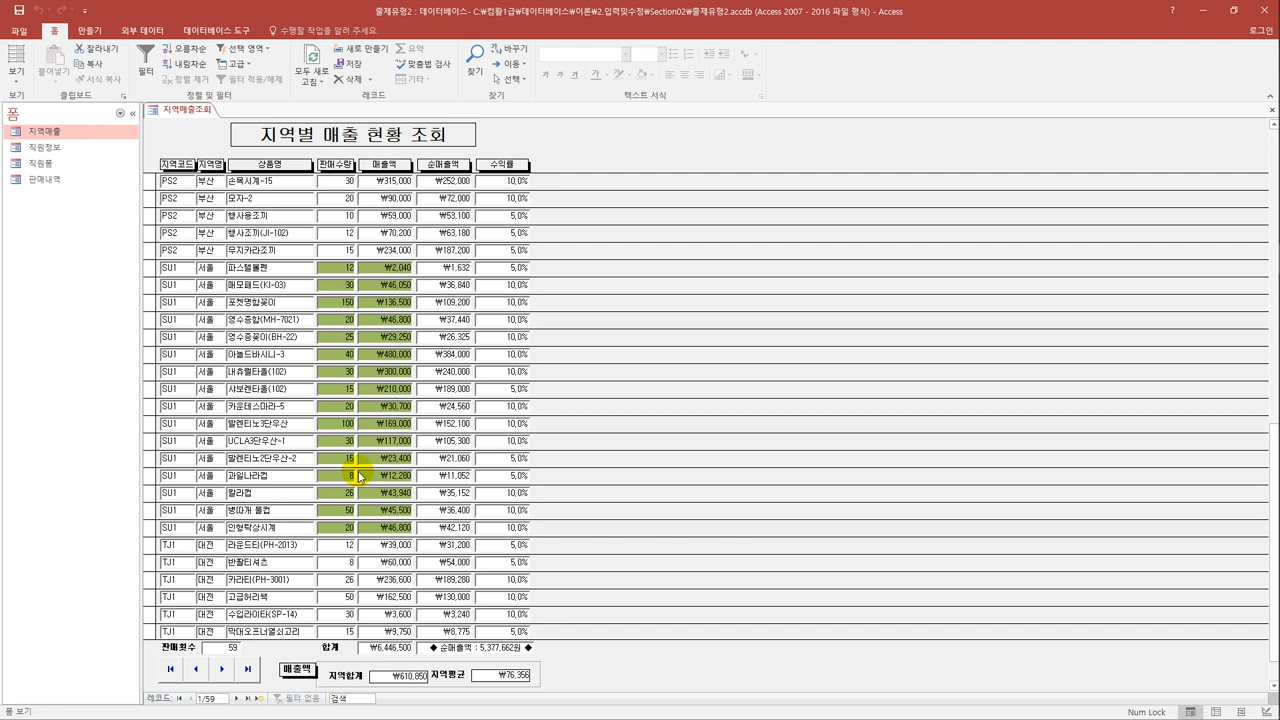 출제유형2 : 데이터베이스- C:₩컴활1급₩데이터베이스₩이론₩2.입력및수정₩Section02₩출제유형2.accdb (Access 2007 - 2016 파일 형식) - Access
파일 홈 만들기 외부 데이터 데이터베이스 도구 수행할 작업을 알려 주세요. 로그인
잘라내기 오름차순 선택 영역 새로 만들기 요약 바꾸기
보기 붙여넣기 복사 필터 내림차순 고급 모두 새로 고침 저장 맞춤법 검사 찾기 이동
서식 복사 정렬 제거 필터 적용/해제 삭제 기타 선택
보기 클립보드 정렬 및 필터 레코드 찾기 텍스트 서식
폼 지역매출조회
지역매출
직원정보
직원폼
판매내역
지역별 매출 현황 조회
지역코드 지역명 상품명 판매수량 매출액 순매출액 수익률
PS2 부산 손목시계-15 30 ₩315,000 ₩252,000 10.0%
PS2 부산 모자-2 20 ₩90,000 ₩72,000 10.0%
PS2 부산 행사용조끼 10 ₩59,000 ₩53,100 5.0%
PS2 부산 행사조끼(JI-102) 12 ₩70,200 ₩63,180 5.0%
PS2 부산 무지카라조끼 15 ₩234,000 ₩187,200 5.0%
SU1 서울 파스텔볼펜 12 ₩2,040 ₩1,632 5.0%
SU1 서울 메모패드(KI-03) 30 ₩46,050 ₩36,840 10.0%
SU1 서울 포켓명함꽂이 150 ₩136,500 ₩109,200 10.0%
SU1 서울 영수증함(MH-7021) 20 ₩46,800 ₩37,440 10.0%
SU1 서울 영수증꽂이(BH-22) 25 ₩29,250 ₩26,325 10.0%
SU1 서울 아놀드바시니-3 40 ₩480,000 ₩384,000 10.0%
SU1 서울 내츄럴타올(102) 30 ₩300,000 ₩240,000 10.0%
SU1 서울 샤보렌타올(102) 15 ₩210,000 ₩189,000 5.0%
SU1 서울 카운테스마라-5 20 ₩30,700 ₩24,560 10.0%
SU1 서울 발렌티노3단우산 100 ₩169,000 ₩152,100 10.0%
SU1 서울 UCLA3단우산-1 30 ₩117,000 ₩105,300 10.0%
SU1 서울 발렌티노2단우산-2 15 ₩23,400 ₩21,060 10.0%
SU1 서울 과일나라컵 8 ₩12,280 ₩11,052 5.0%
SU1 서울 칼라컵 26 ₩43,940 ₩35,152 10.0%
SU1 서울 병따개 물컵 50 ₩45,500 ₩36,400 10.0%
SU1 서울 인형탁상시계 20 ₩46,800 ₩42,120 10.0%
TJ1 대전 라운드티(PH-2013) 12 ₩39,000 ₩31,200 5.0%
TJ1 대전 반팔티셔츠 8 ₩60,000 ₩54,000 5.0%
TJ1 대전 카라티(PH-3001) 26 ₩236,600 ₩189,280 10.0%
TJ1 대전 고급허리쌕 50 ₩162,500 ₩130,000 10.0%
TJ1 대전 수입라이터(SP-14) 30 ₩3,600 ₩3,240 10.0%
TJ1 대전 막대오프너열쇠고리 15 ₩9,750 ₩8,775 5.0%
판매횟수 59 합계 ₩6,446,500 ◆ 순매출액 : 5,377,662원 ◆
매출액 지역합계 ₩610,850 지역평균 ₩76,356
레코드: 1/59 필터 없음 검색
폼 보기 Num Lock